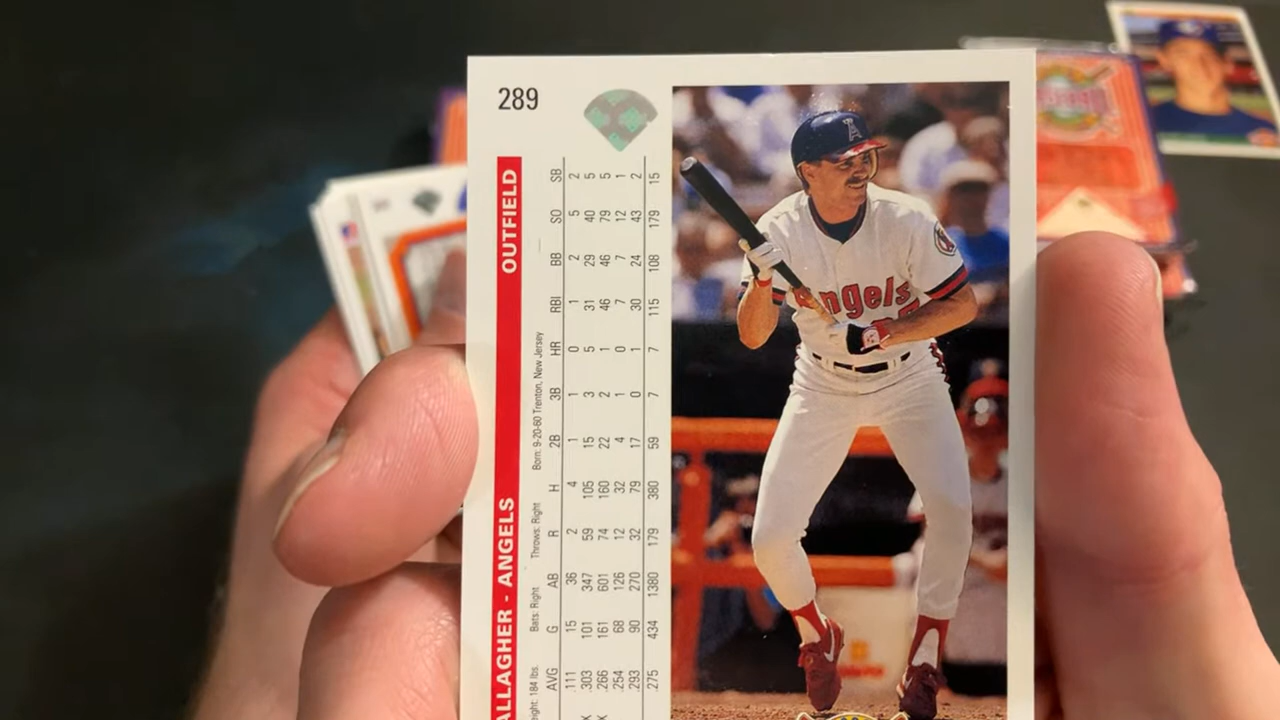 289
ALLAGHER - ANGELS OUTFIELD
eight: 184 lbs. Bats: Right Throws: Right Born: 9-20-60 Trenton, New Jersey
AVG G AB R H 2B 3B HR RBI BB SO SB
.111 15 36 2 4 1 1 0 1 2 5 2
.303 101 347 59 105 15 3 5 31 29 40 5
X .266 161 601 74 160 22 2 1 46 46 79 5
.254 68 126 12 32 4 1 0 7 7 12 1
.293 90 270 32 79 17 0 1 30 24 43 2
.275 434 1380 179 380 59 7 7 115 108 179 15
A
Angels